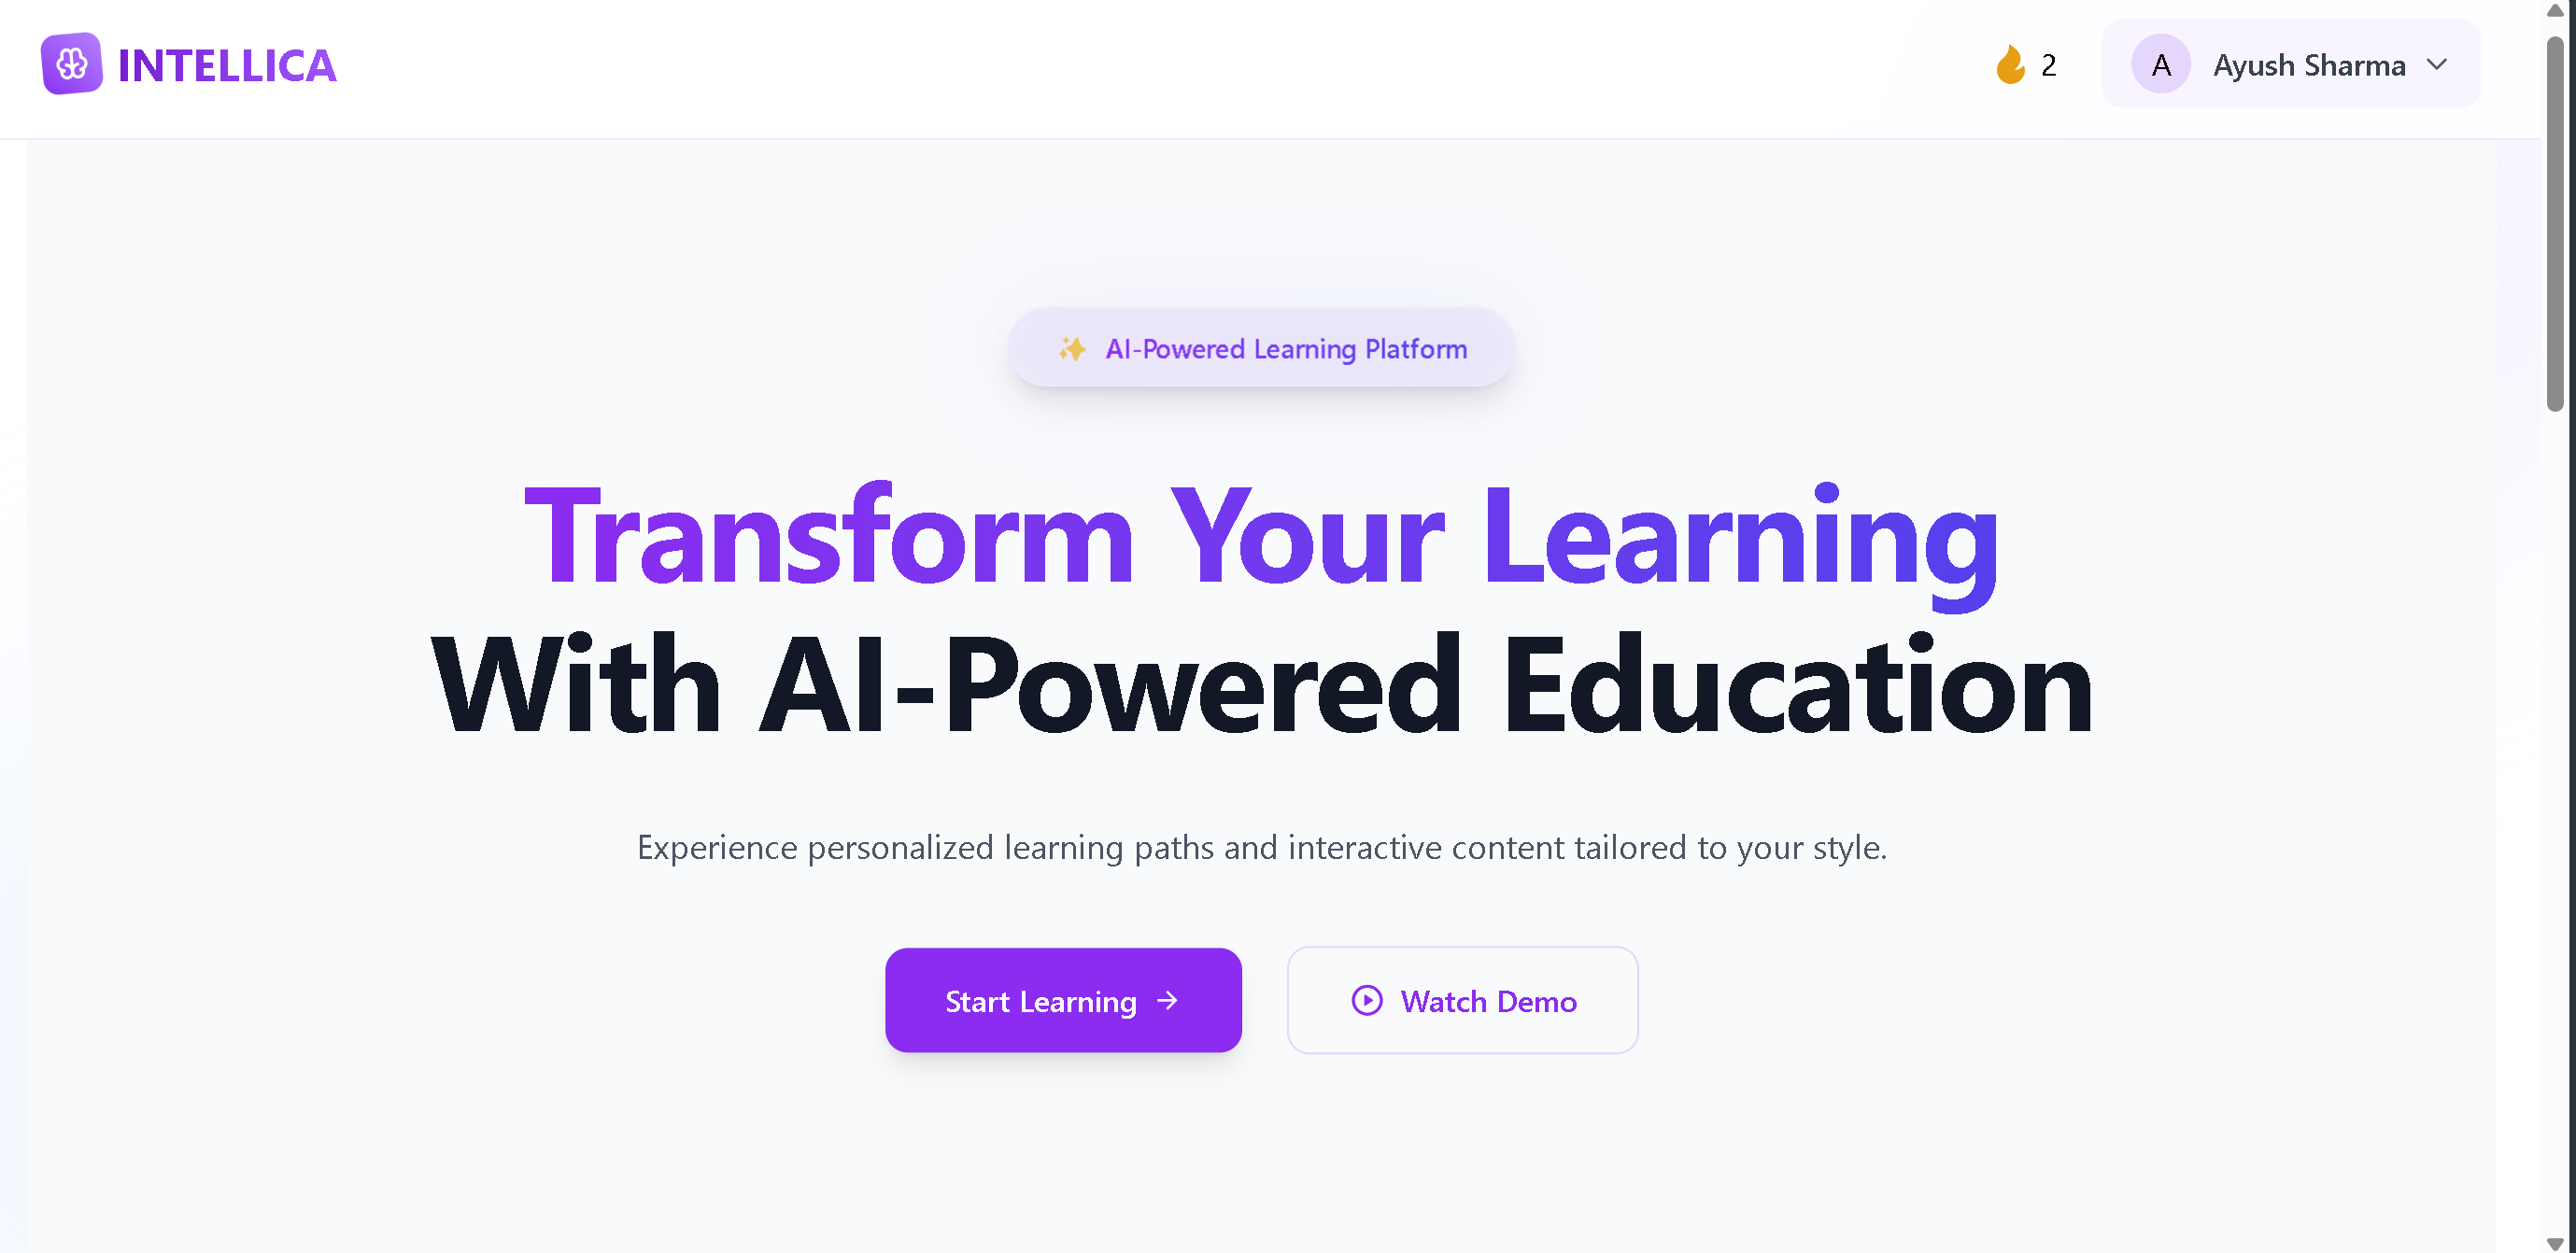 INTELLICA
2
A
Ayush Sharma
AI-Powered Learning Platform
Transform Your Learning
With AI-Powered Education
Experience personalized learning paths and interactive content tailored to your style.
Start Learning →
Watch Demo